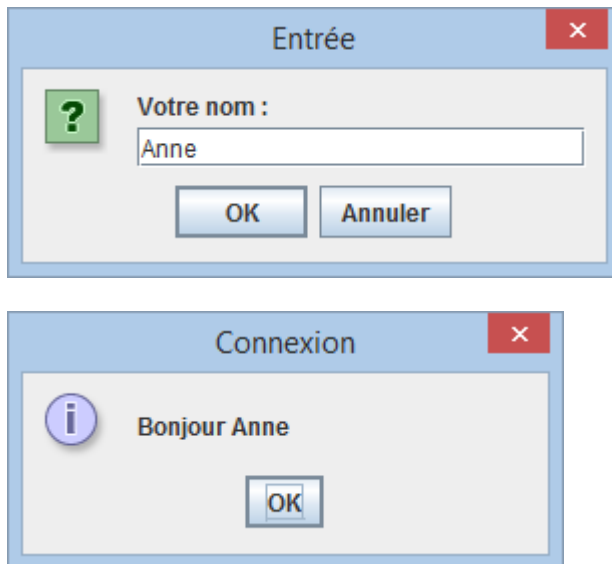 Entrée
Votre nom :
Anne
OK Annuler
Connexion
Bonjour Anne
OK